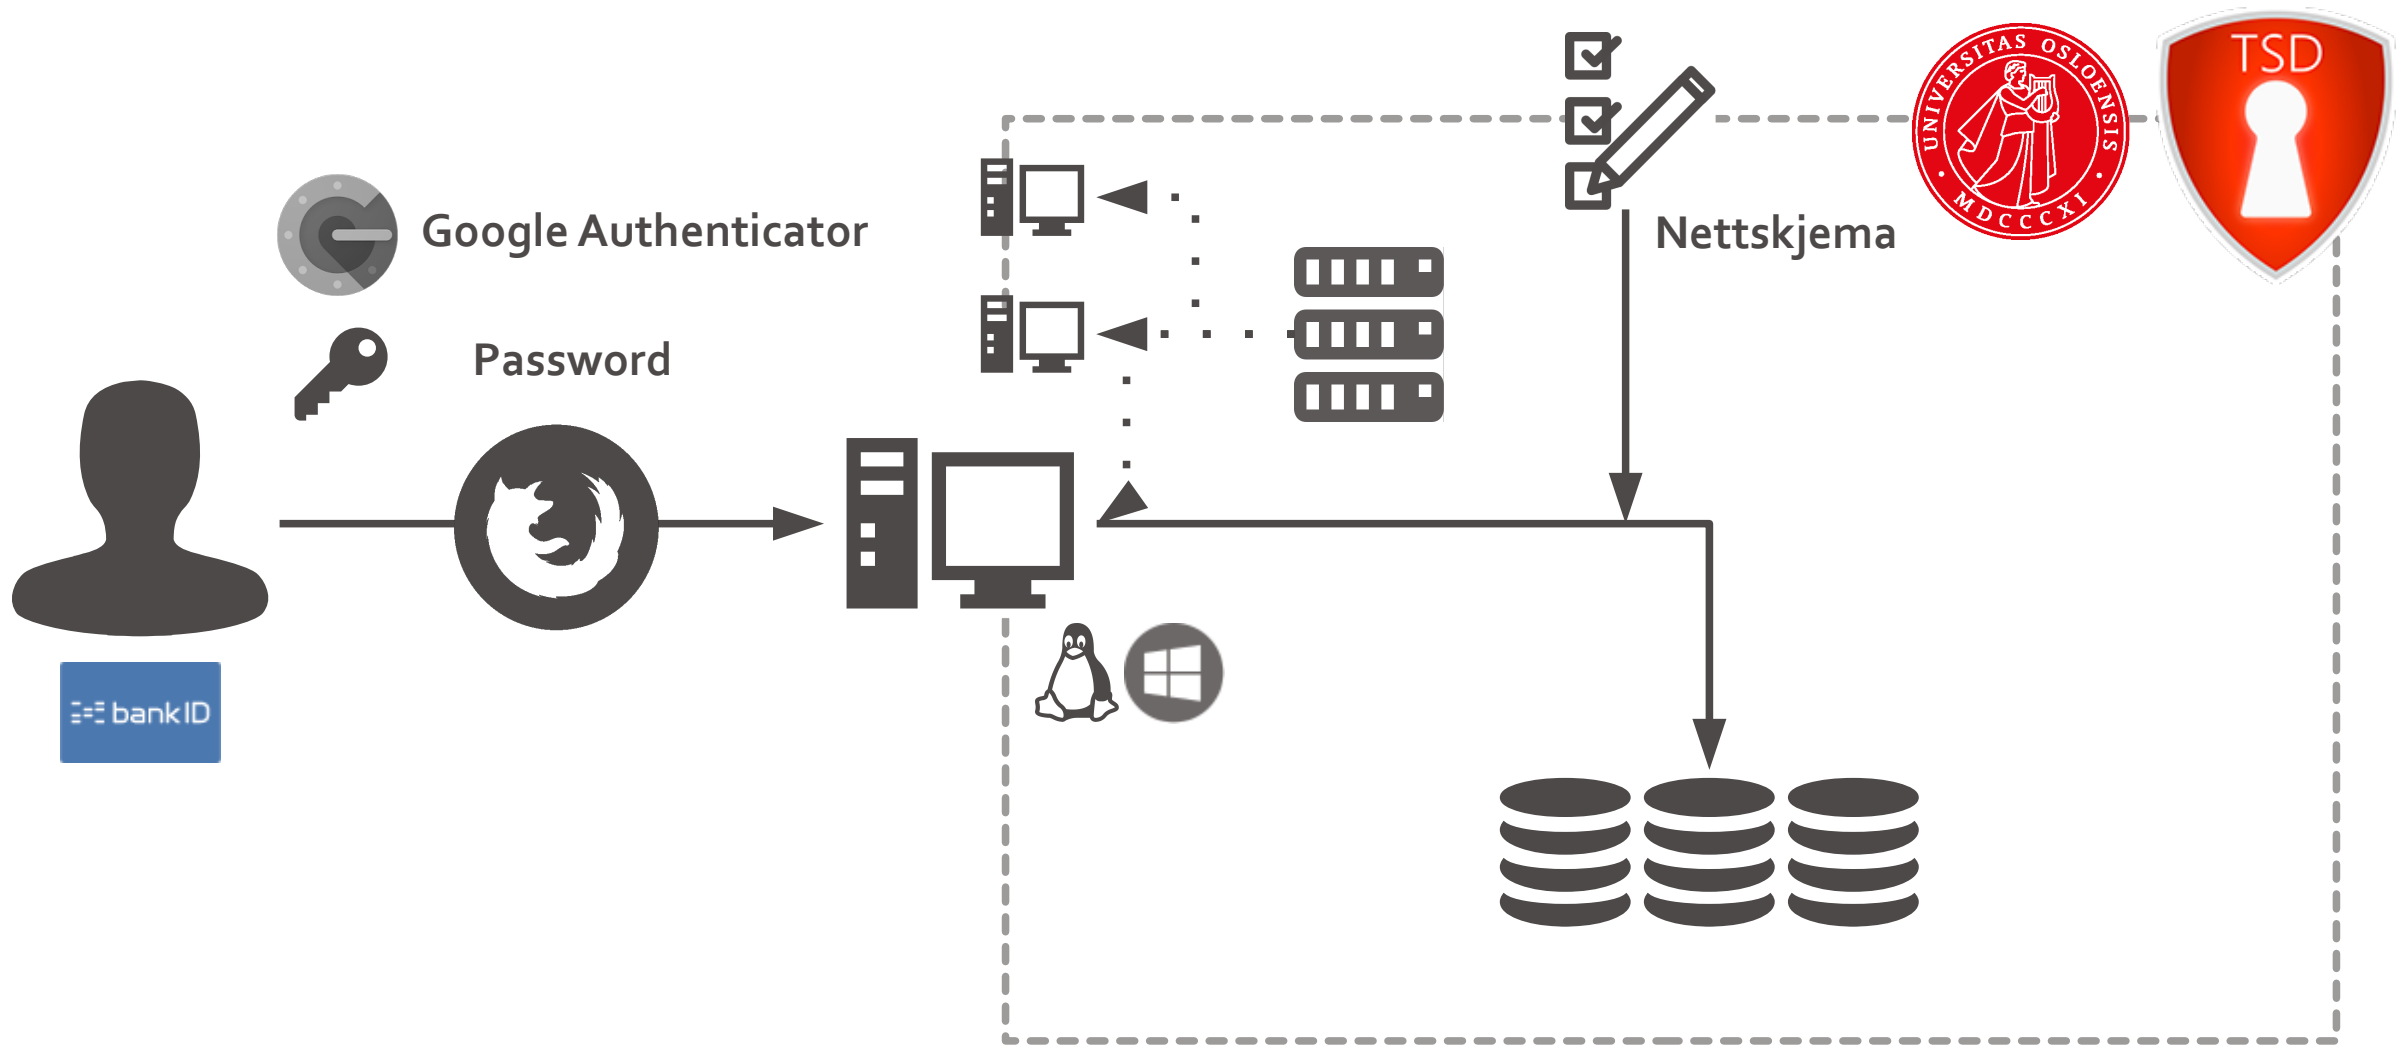 UNIVERSITAS OSLOENSIS
MDCCCXI
TSD
Google Authenticator
Nettskjema
Password
bankID